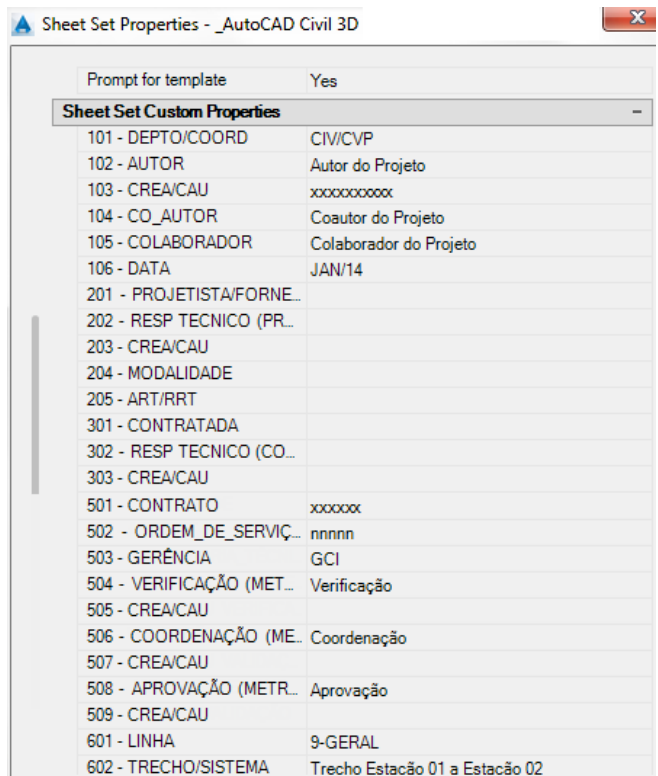 Sheet Set Properties - _AutoCAD Civil 3D
Prompt for template Yes
Sheet Set Custom Properties
101 - DEPTO/COORD CIV/CVP
102 - AUTOR Autor do Projeto
103 - CREA/CAU xxxxxxxxxx
104 - CO_AUTOR Coautor do Projeto
105 - COLABORADOR Colaborador do Projeto
106 - DATA JAN/14
201 - PROJETISTA/FORNE...
202 - RESP TECNICO (PR...
203 - CREA/CAU
204 - MODALIDADE
205 - ART/RRT
301 - CONTRATADA
302 - RESP TECNICO (CO...
303 - CREA/CAU
501 - CONTRATO xxxxxx
502 - ORDEM_DE_SERVIÇ... nnnnn
503 - GERÊNCIA GCI
504 - VERIFICAÇÃO (MET... Verificação
505 - CREA/CAU
506 - COORDENAÇÃO (ME... Coordenação
507 - CREA/CAU
508 - APROVAÇÃO (METR... Aprovação
509 - CREA/CAU
601 - LINHA 9-GERAL
602 - TRECHO/SISTEMA Trecho Estação 01 a Estação 02